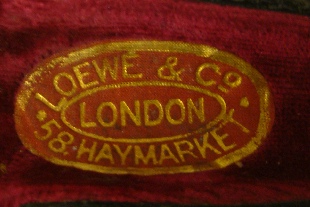 LOEWE & Co
LONDON
· 58 · HAYMARKET ·